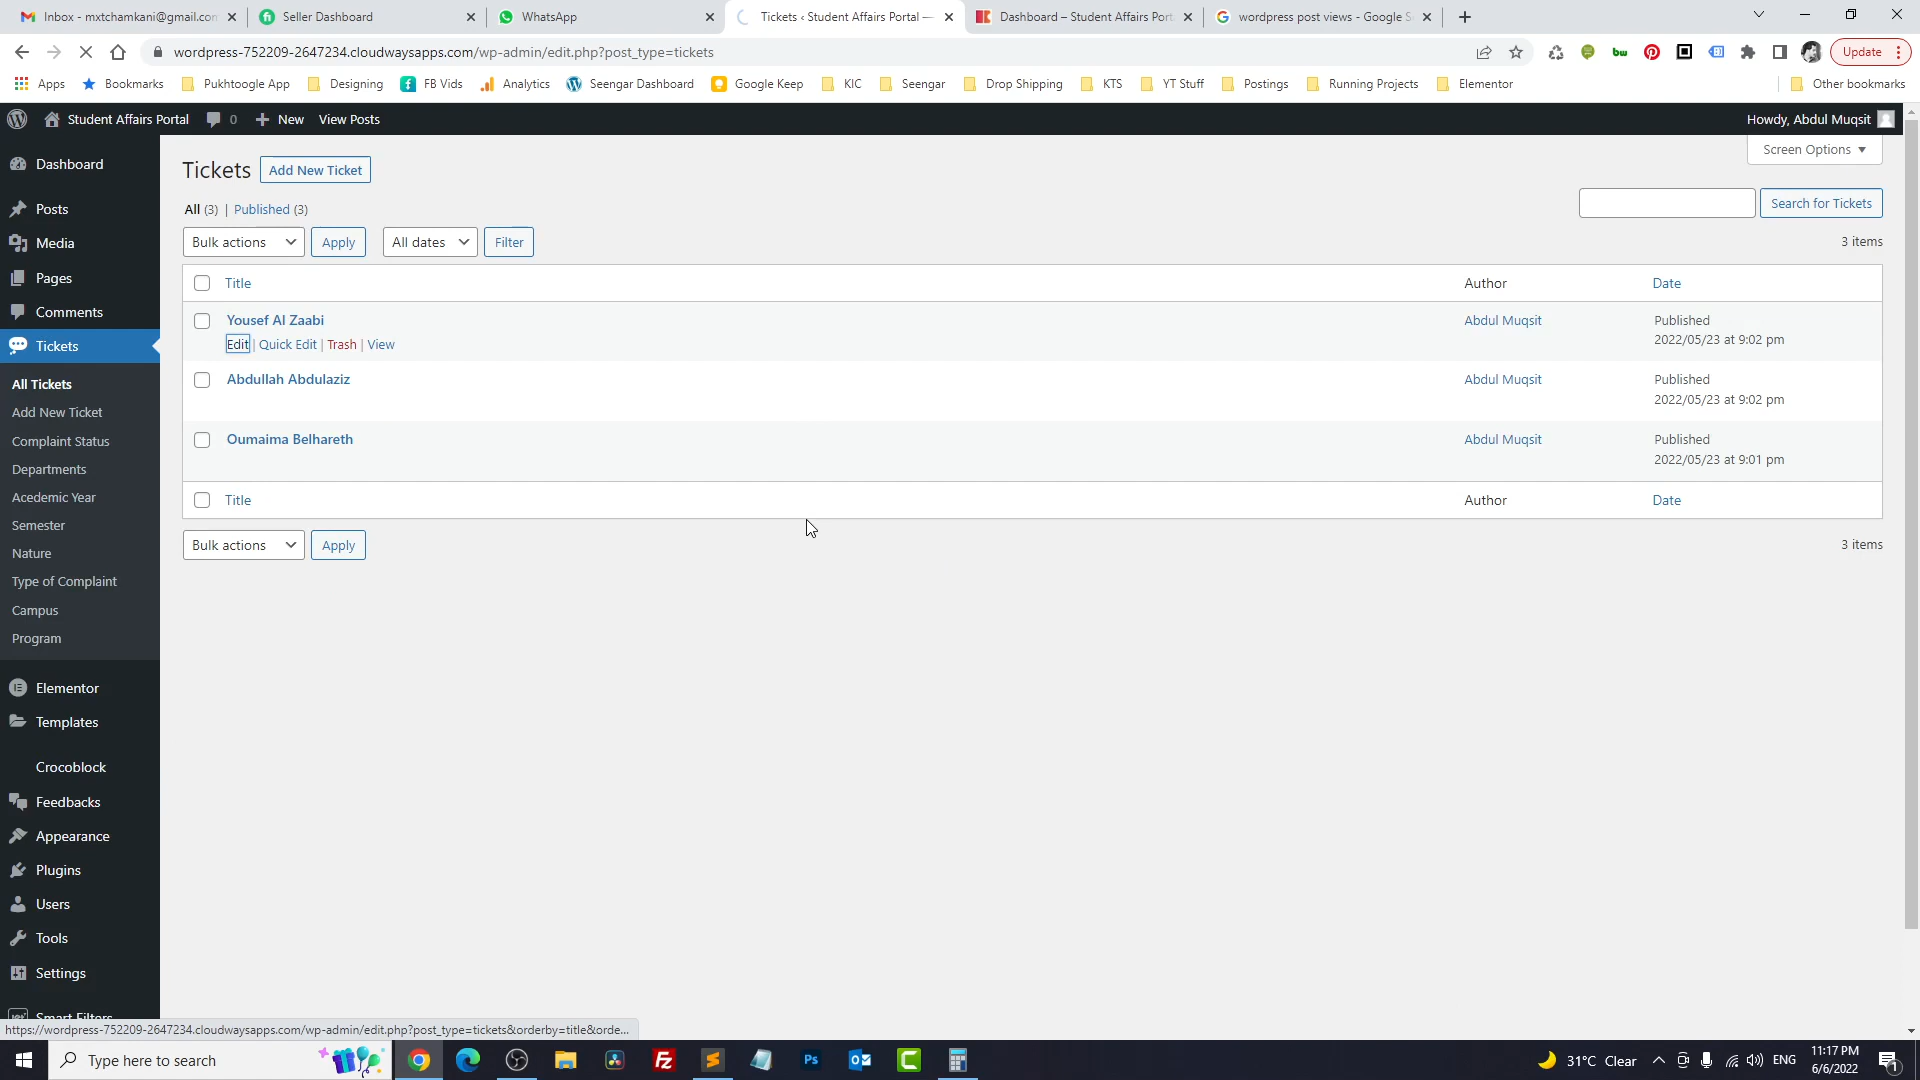 Inbox - mxtchamkani@gmail.con
Seller Dashboard
WhatsApp
Tickets ‹ Student Affairs Portal —
Dashboard – Student Affairs Port
wordpress post views - Google S
wordpress-752209-2647234.cloudwaysapps.com/wp-admin/edit.php?post_type=tickets
Update
Apps
Bookmarks
Pukhtoogle App
Designing
FB Vids
Analytics
Seengar Dashboard
Google Keep
KIC
Seengar
Drop Shipping
KTS
YT Stuff
Postings
Running Projects
Elementor
Other bookmarks
Student Affairs Portal
0
New
View Posts
Howdy, Abdul Muqsit
Dashboard
Posts
Media
Pages
Comments
Tickets
All Tickets
Add New Ticket
Complaint Status
Departments
Acedemic Year
Semester
Nature
Type of Complaint
Campus
Program
Elementor
Templates
Crocoblock
Feedbacks
Appearance
Plugins
Users
Tools
Settings
Smart Filters
Tickets
Add New Ticket
Screen Options
All (3) | Published (3)
Search for Tickets
Bulk actions
Apply
All dates
Filter
3 items
Title
Author
Date
Yousef Al Zaabi
Edit | Quick Edit | Trash | View
Abdul Muqsit
Published
2022/05/23 at 9:02 pm
Abdullah Abdulaziz
Abdul Muqsit
Published
2022/05/23 at 9:02 pm
Oumaima Belhareth
Abdul Muqsit
Published
2022/05/23 at 9:01 pm
Title
Author
Date
Bulk actions
Apply
3 items
https://wordpress-752209-2647234.cloudwaysapps.com/wp-admin/edit.php?post_type=tickets&orderby=title&orde...
Type here to search
Ps
31°C Clear
ENG
11:17 PM
6/6/2022
1